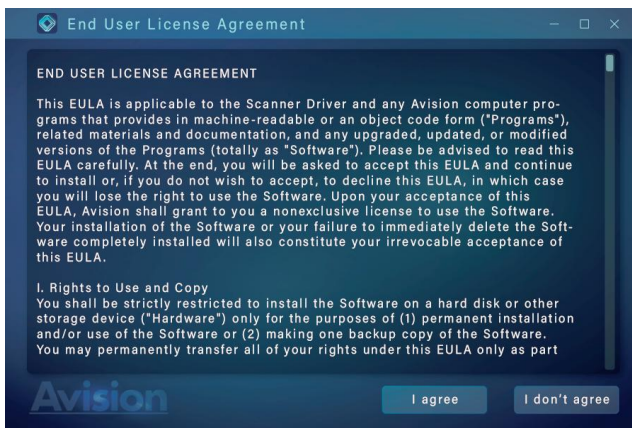 End User License Agreement
END USER LICENSE AGREEMENT
This EULA is applicable to the Scanner Driver and any Avision computer pro-
grams that provides in machine-readable or an object code form ("Programs"),
related materials and documentation, and any upgraded, updated, or modified
versions of the Programs (totally as "Software"). Please be advised to read this
EULA carefully. At the end, you will be asked to accept this EULA and continue
to install or, if you do not wish to accept, to decline this EULA, in which case
you will lose the right to use the Software. Upon your acceptance of this
EULA, Avision shall grant to you a nonexclusive license to use the Software.
Your installation of the Software or your failure to immediately delete the Soft-
ware completely installed will also constitute your irrevocable acceptance of
this EULA.
I. Rights to Use and Copy
You shall be strictly restricted to install the Software on a hard disk or other
storage device ("Hardware") only for the purposes of (1) permanent installation
and/or use of the Software or (2) making one backup copy of the Software.
You may permanently transfer all of your rights under this EULA only as part
Avision
I agree
I don't agree